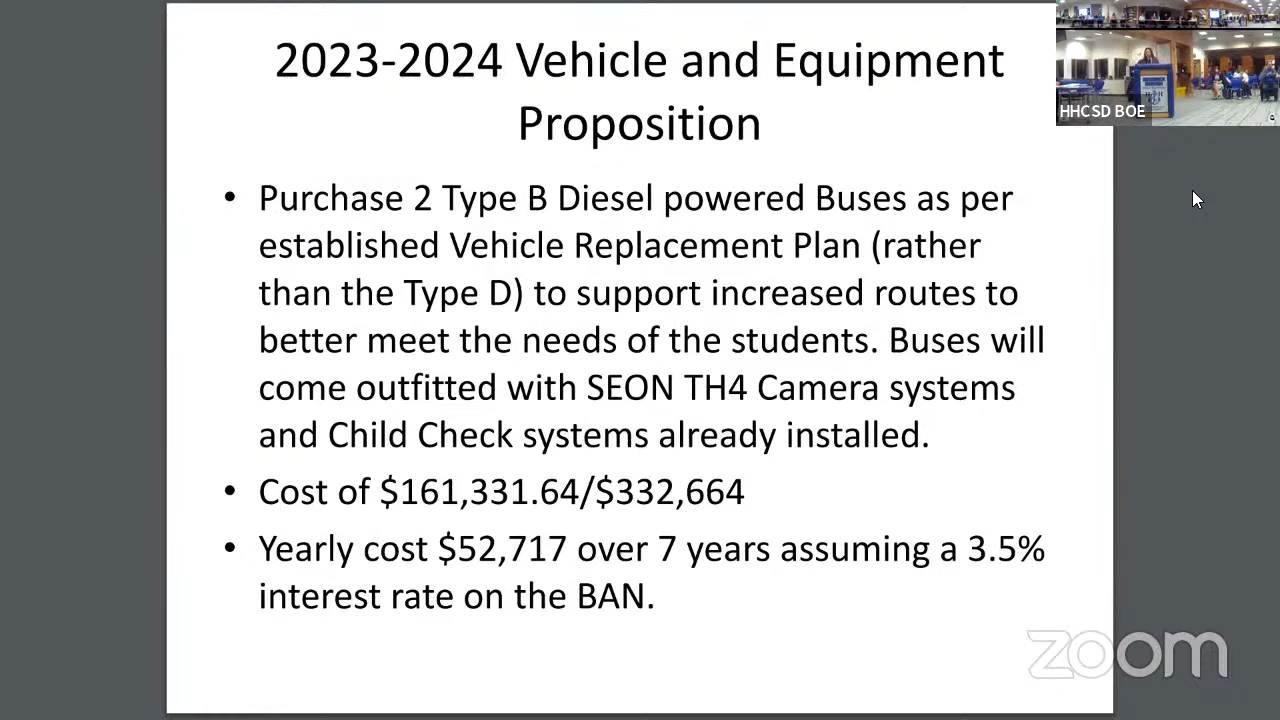 2023-2024 Vehicle and Equipment
Proposition
• Purchase 2 Type B Diesel powered Buses as per
established Vehicle Replacement Plan (rather
than the Type D) to support increased routes to
better meet the needs of the students. Buses will
come outfitted with SEON TH4 Camera systems
and Child Check systems already installed.
• Cost of $161,331.64/$332,664
• Yearly cost $52,717 over 7 years assuming a 3.5%
interest rate on the BAN.
HHCSD BOE
zoom